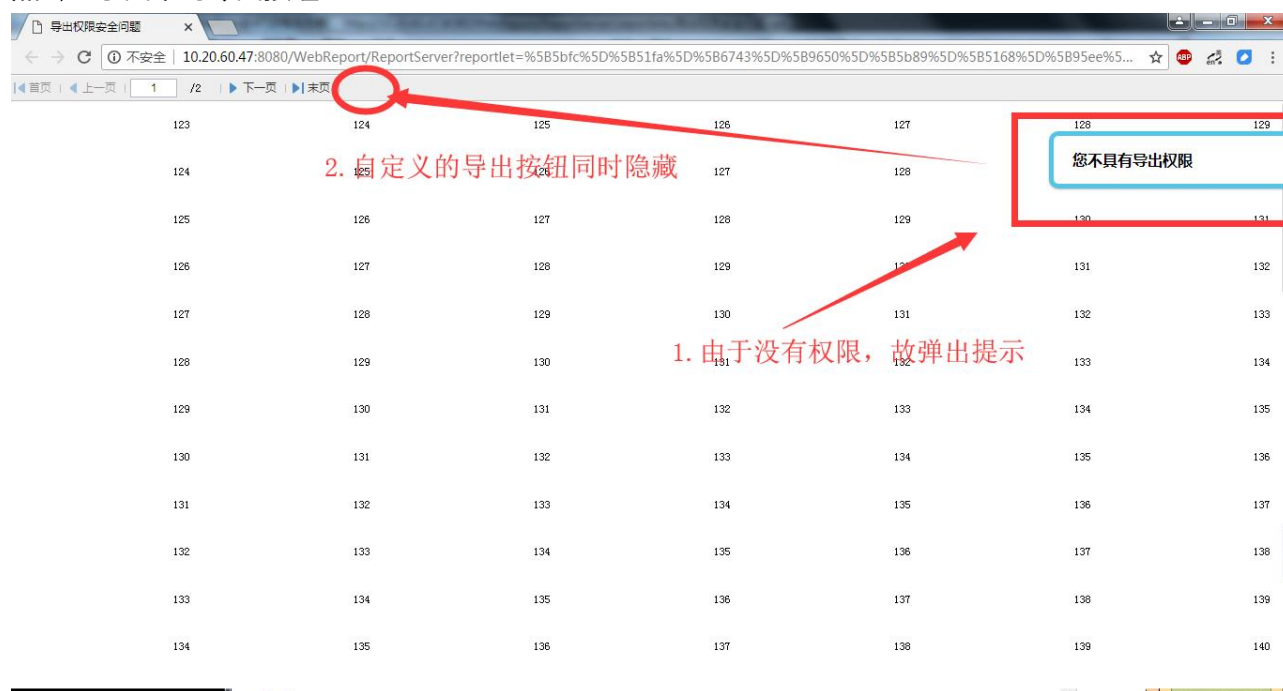 导出权限安全问题
不安全 | 10.20.60.47:8080/WebReport/ReportServer?reportlet=%5B5bfc%5D%5B51fa%5D%5B6743%5D%5B9650%5D%5B5b89%5D%5B5168%5D%5B95ee%5...
首页 上一页 1 /2 下一页 末页
123 124 125 126 127 128 129
您不具有导出权限
2. 自定义的导出按钮同时隐藏
124 125 126 127 128
125 126 127 128 129 130 131
126 127 128 129 131 132
127 128 129 130 131 132 133
1. 由于没有权限，故弹出提示
128 129 130 131 132 133 134
129 130 131 132 133 134 135
130 131 132 133 134 135 136
131 132 133 134 135 136 137
132 133 134 135 136 137 138
133 134 135 136 137 138 139
134 135 136 137 138 139 140